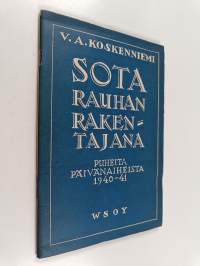 V. A. KOSKENNIEMI
SOTA
RAUHAN
RAKEN-
TAJANA
PUHEITA
PÄIVÄNAIHEISTA
1940-41
WSOY